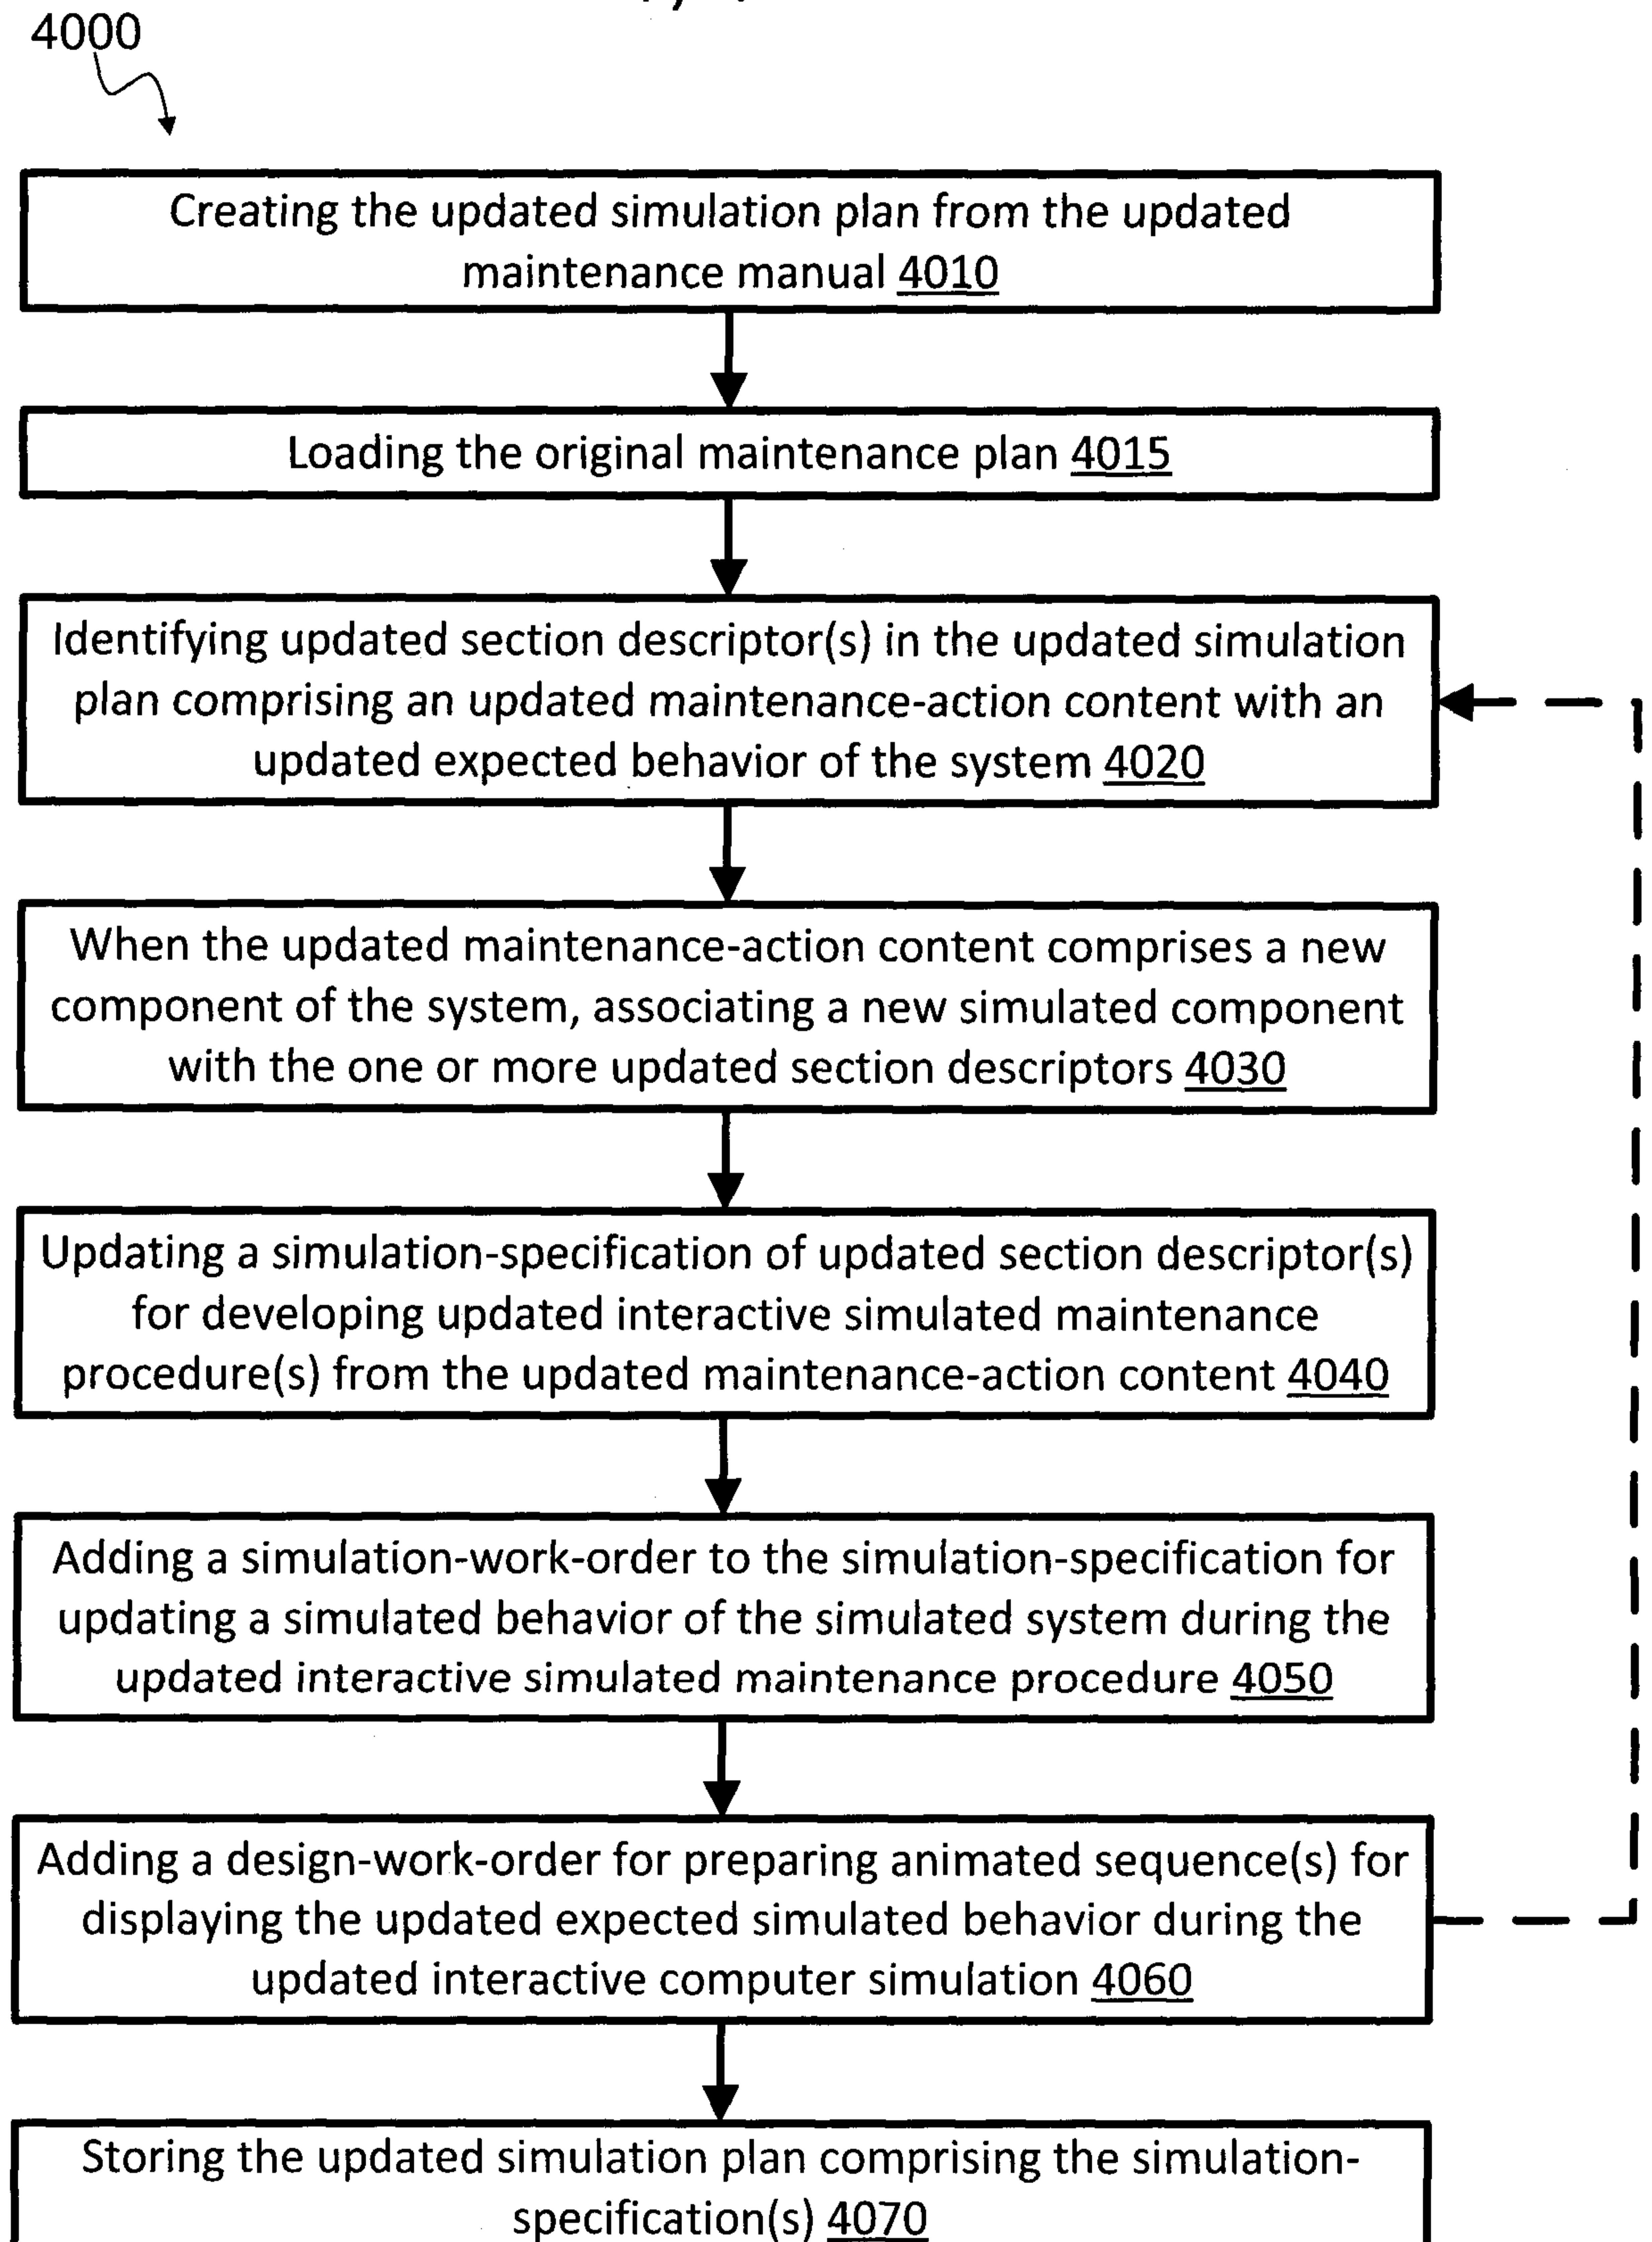 4000
Creating the updated simulation plan from the updated
maintenance manual 4010
Loading the original maintenance plan 4015
Identifying updated section descriptor(s) in the updated simulation
plan comprising an updated maintenance-action content with an
updated expected behavior of the system 4020
When the updated maintenance-action content comprises a new
component of the system, associating a new simulated component
with the one or more updated section descriptors 4030
Updating a simulation-specification of updated section descriptor(s)
for developing updated interactive simulated maintenance
procedure(s) from the updated maintenance-action content 4040
Adding a simulation-work-order to the simulation-specification for
updating a simulated behavior of the simulated system during the
updated interactive simulated maintenance procedure 4050
Adding a design-work-order for preparing animated sequence(s) for
displaying the updated expected simulated behavior during the
updated interactive computer simulation 4060
Storing the updated simulation plan comprising the simulation-
specification(s) 4070